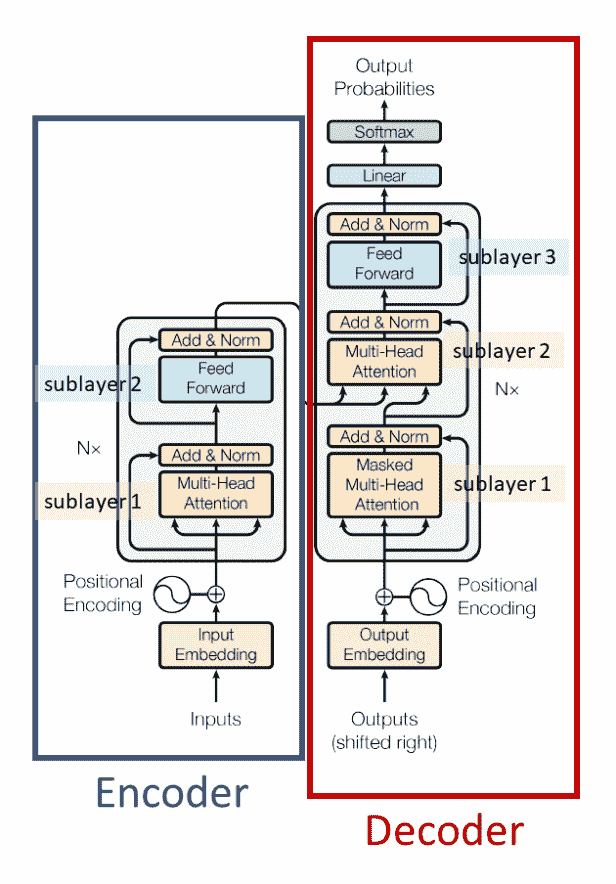 Output
Probabilities
Softmax
Linear
Add & Norm
Feed
Forward
sublayer 3
Add & Norm
Multi-Head
Attention
sublayer 2
N×
Add & Norm
Masked
Multi-Head
Attention
sublayer 1
Positional
Encoding
Output
Embedding
Outputs
(shifted right)
Decoder
Add & Norm
Feed
Forward
sublayer 2
N×
Add & Norm
Multi-Head
Attention
sublayer 1
Positional
Encoding
Input
Embedding
Inputs
Encoder